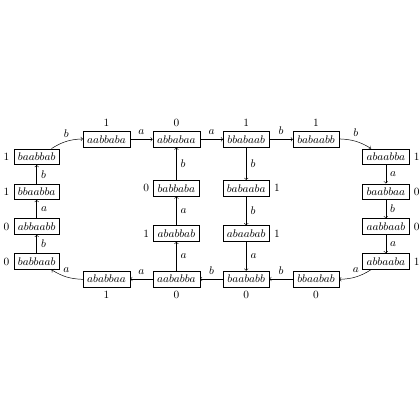 1 0 1 1
b aabbaba a abbabaa a bbabaab b babaabb b
1 baabbab abaabba 1
b b b a
1 bbaabba 0 babbaba babaaba 1 baabbaa 0
a a b b
0 abbaabb 1 ababbab abaabab 1 aabbaab 0
b a a a
0 babbaab abbaaba 1
a ababbaa a aababba b baababb b bbaabab a
1 0 0 0